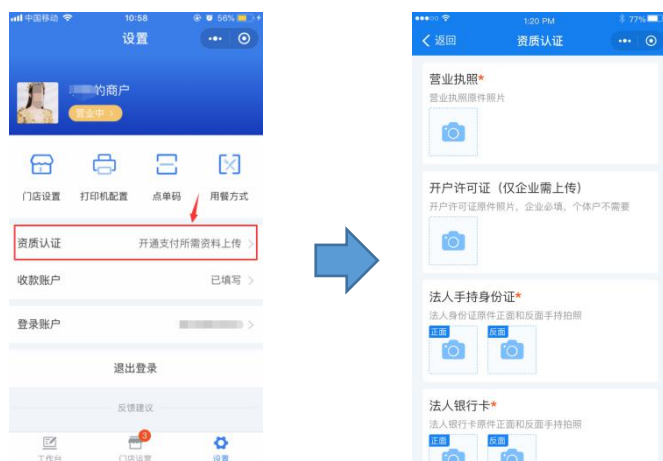 中国移动 10:58 56%
设置
的商户
营业中
门店设置 打印机配置 点单码 用餐方式
资质认证 开通支付所需资料上传
收款账户 已填写
登录账户
退出登录
反馈建议
3
工作台 门店运营 设置
1:20 PM 77%
返回 资质认证
营业执照*
营业执照原件照片
开户许可证（仅企业需上传）
开户许可证原件照片，企业必填，个体户不需要
法人手持身份证*
法人身份证原件正面和反面手持拍照
正面 反面
法人银行卡*
法人银行卡原件正面和反面手持拍照
正面 反面